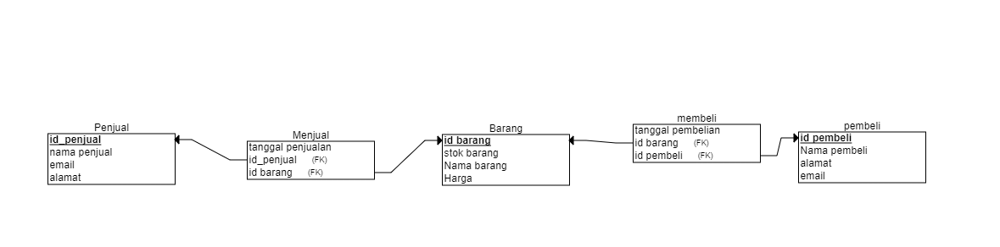 Penjual
id_penjual
nama penjual
email
alamat
Menjual
tanggal penjualan
id_penjual (FK)
id barang (FK)
Barang
id barang
stok barang
Nama barang
Harga
membeli
tanggal pembelian
id barang (FK)
id pembeli (FK)
pembeli
id pembeli
Nama pembeli
alamat
email